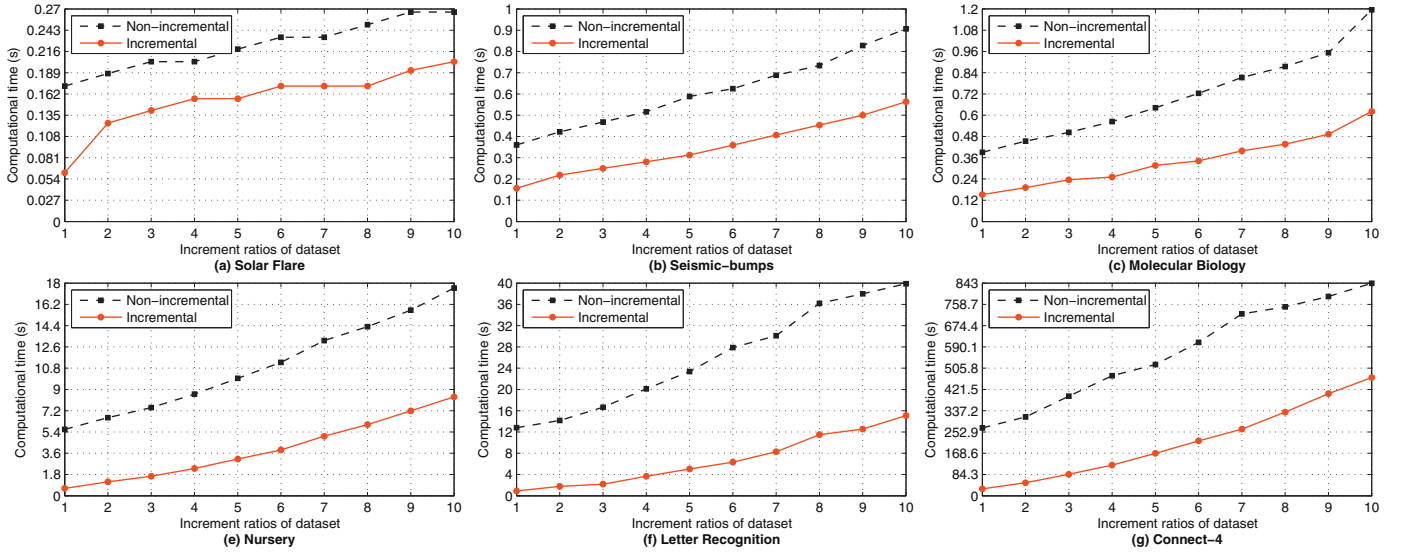 Computational time (s)
0.27
0.243
0.216
0.189
0.162
0.135
0.108
0.081
0.054
0.027
0
Non-incremental
Incremental
1 2 3 4 5 6 7 8 9 10
Increment ratios of dataset
(a) Solar Flare
Computational time (s)
1
0.9
0.8
0.7
0.6
0.5
0.4
0.3
0.2
0.1
0
Non-incremental
Incremental
1 2 3 4 5 6 7 8 9 10
Increment ratios of dataset
(b) Seismic-bumps
Computational time (s)
1.2
1.08
0.96
0.84
0.72
0.6
0.48
0.36
0.24
0.12
0
Non-incremental
Incremental
1 2 3 4 5 6 7 8 9 10
Increment ratios of dataset
(c) Molecular Biology
Computational time (s)
18
16.2
14.4
12.6
10.8
9
7.2
5.4
3.6
1.8
0
Non-incremental
Incremental
1 2 3 4 5 6 7 8 9 10
Increment ratios of dataset
(e) Nursery
Computational time (s)
40
36
32
28
24
20
16
12
8
4
0
Non-incremental
Incremental
1 2 3 4 5 6 7 8 9 10
Increment ratios of dataset
(f) Letter Recognition
Computational time (s)
843
758.7
674.4
590.1
505.8
421.5
337.2
252.9
168.6
84.3
0
Non-incremental
Incremental
1 2 3 4 5 6 7 8 9 10
Increment ratios of dataset
(g) Connect-4